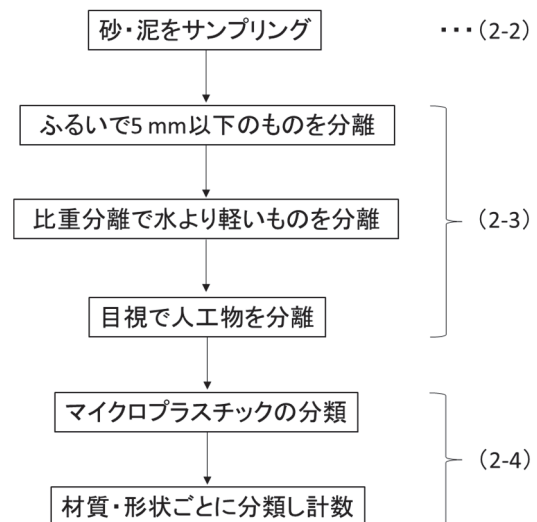 砂・泥をサンプリング
・・・(2-2)
ふるいで5 mm以下のものを分離
比重分離で水より軽いものを分離
(2-3)
目視で人工物を分離
マイクロプラスチックの分類
(2-4)
材質・形状ごとに分類し計数